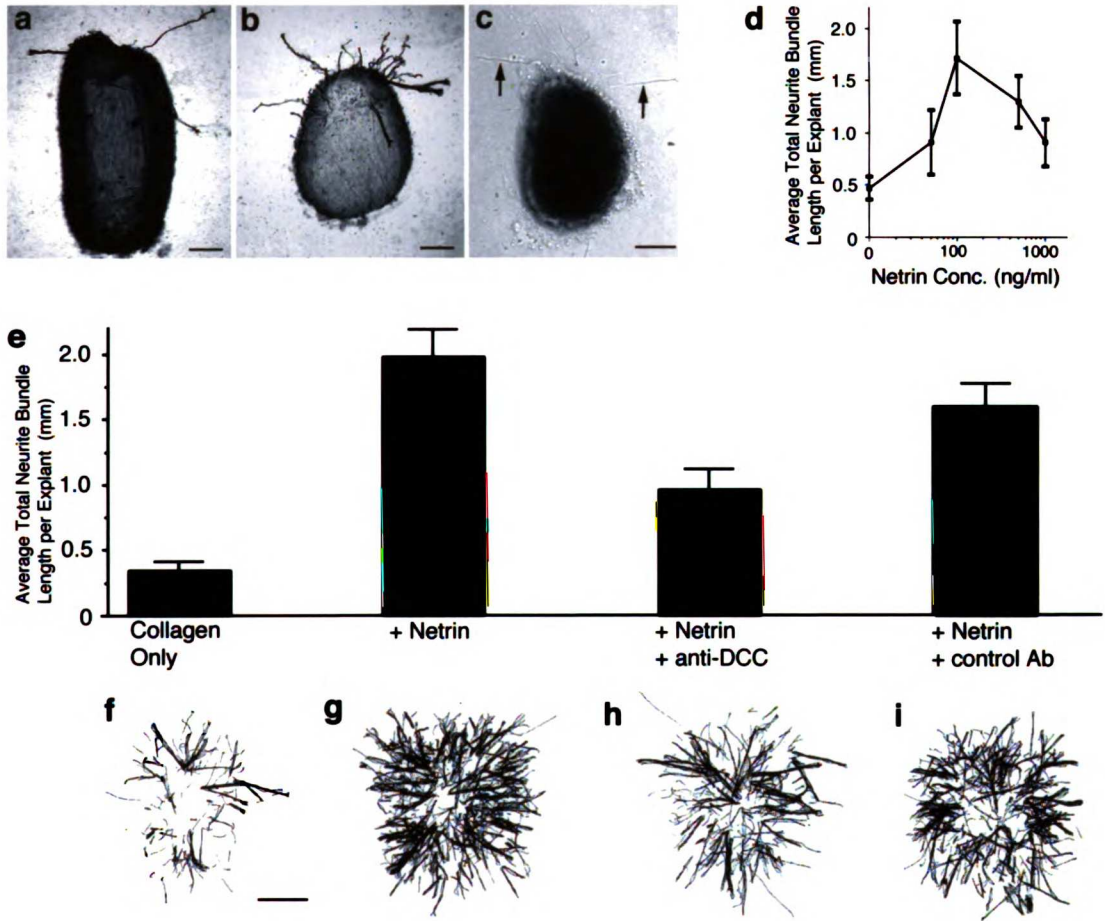 a
b
c
d
Average Total Neurite Bundle
Length per Explant (mm)
2.0
1.5
1.0
0.5
0
0
100
1000
Netrin Conc. (ng/ml)
e
Average Total Neurite Bundle
Length per Explant (mm)
2.0
1.5
1.0
0.5
0
Collagen
Only
+ Netrin
+ Netrin
+ anti-DCC
+ Netrin
+ control Ab
f
g
h
i